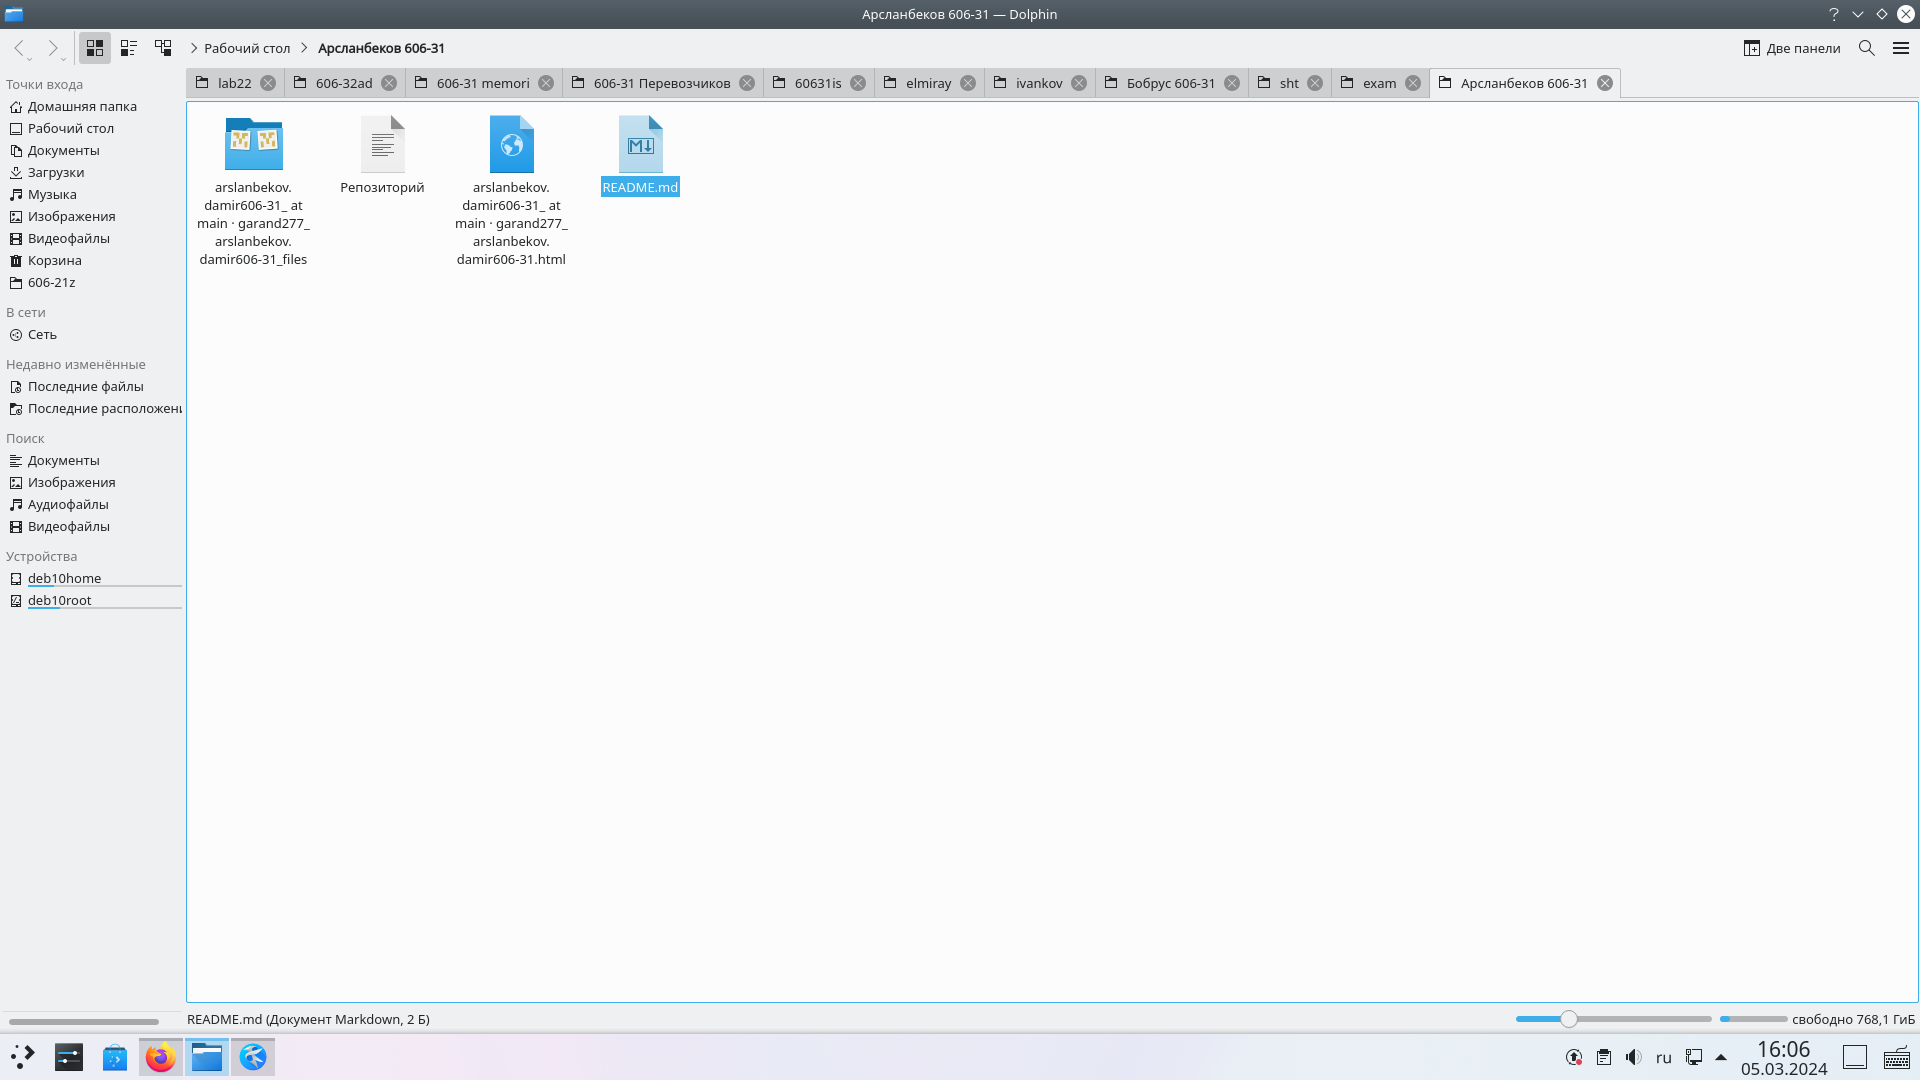 Арсланбеков 606-31 — Dolphin
Рабочий стол
Арсланбеков 606-31
Две панели
lab22
606-32ad
606-31 memori
606-31 Перевозчиков
60631is
elmiray
ivankov
Бобрус 606-31
sht
exam
Арсланбеков 606-31
Точки входа
Домашняя папка
Рабочий стол
Документы
Загрузки
Музыка
Изображения
Видеофайлы
Корзина
606-21z
В сети
Сеть
Недавно изменённые
Последние файлы
Последние расположени
Поиск
Документы
Изображения
Аудиофайлы
Видеофайлы
Устройства
deb10home
deb10root
arslanbekov.
damir606-31_ at
main · garand277_
arslanbekov.
damir606-31_files
Репозиторий
arslanbekov.
damir606-31_ at
main · garand277_
arslanbekov.
damir606-31.html
README.md
README.md (Документ Markdown, 2 Б)
свободно 768,1 ГиБ
ru
16:06
05.03.2024